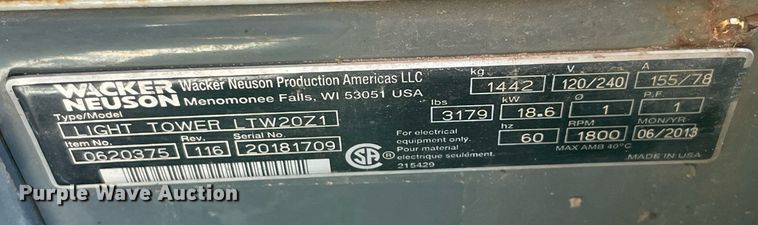 WACKER NEUSON
Wacker Neuson Production Americas LLC
Menomonee Falls, WI 53051 USA
Type/Model
LIGHT TOWER LTW20Z1
Item No. Rev. Serial No.
0620375 116 20181709
kg V A
1442 120/240 155/78
lbs kW Ø P.F.
3179 18.6 1 1
hz RPM MON/YR
60 1800 06/2013
MAX AMB 40°C MADE IN USA
For electrical
equipment only.
Pour material
electrique seulément.
215429
SA
Purple Wave Auction